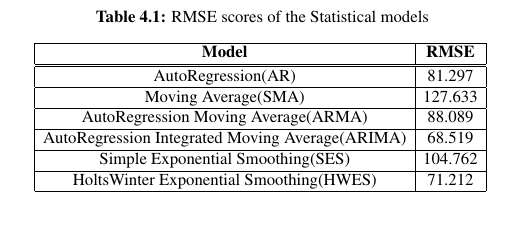 Table 4.1: RMSE scores of the Statistical models
Model RMSE
AutoRegression(AR) 81.297
Moving Average(SMA) 127.633
AutoRegression Moving Average(ARMA) 88.089
AutoRegression Integrated Moving Average(ARIMA) 68.519
Simple Exponential Smoothing(SES) 104.762
HoltsWinter Exponential Smoothing(HWES) 71.212